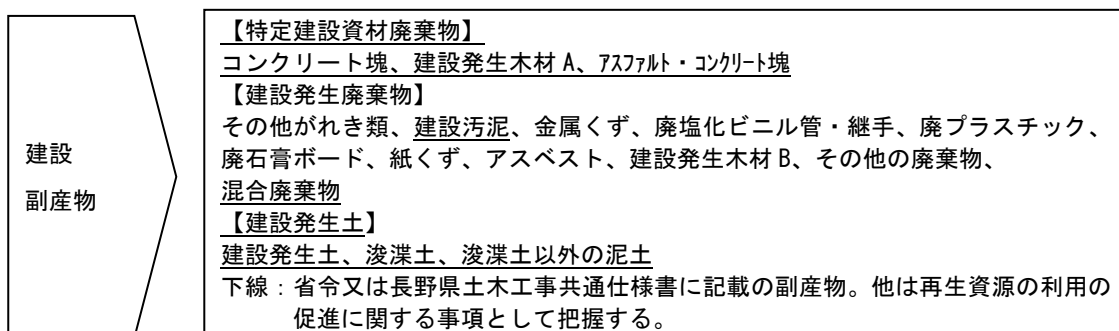 建設
副産物
【特定建設資材廃棄物】
コンクリート塊、建設発生木材 A、ｱｽﾌｧﾙﾄ・ｺﾝｸﾘｰﾄ塊
【建設発生廃棄物】
その他がれき類、建設汚泥、金属くず、廃塩化ビニル管・継手、廃プラスチック、
廃石膏ボード、紙くず、アスベスト、建設発生木材 B、その他の廃棄物、
混合廃棄物
【建設発生土】
建設発生土、浚渫土、浚渫土以外の泥土
下線：省令又は長野県土木工事共通仕様書に記載の副産物。他は再生資源の利用の
促進に関する事項として把握する。